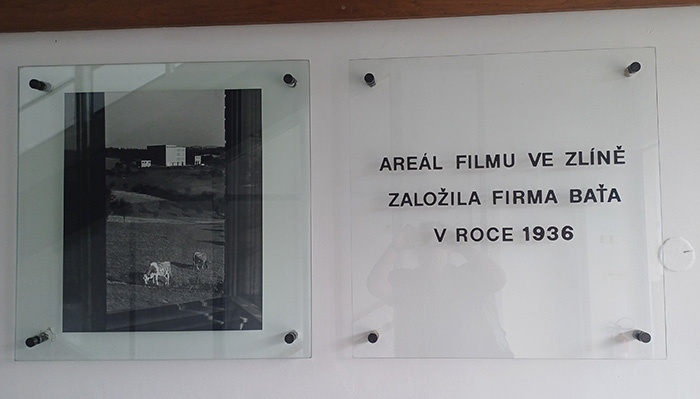 AREÁL FILMU VE ZLÍNĚ
ZALOŽILA FIRMA BAŤA
V ROCE 1936